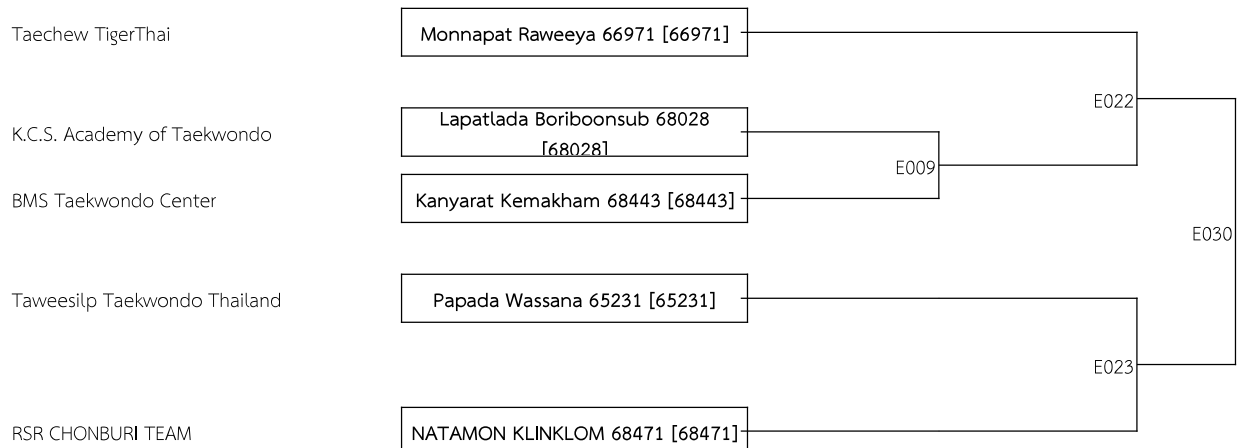 Taechew TigerThai
Monnapat Raweeya 66971 [66971]
E022
K.C.S. Academy of Taekwondo
Lapatlada Boriboonsub 68028
[68028]
E009
BMS Taekwondo Center
Kanyarat Kemakham 68443 [68443]
E030
Taweesilp Taekwondo Thailand
Papada Wassana 65231 [65231]
E023
RSR CHONBURI TEAM
NATAMON KLINKLOM 68471 [68471]